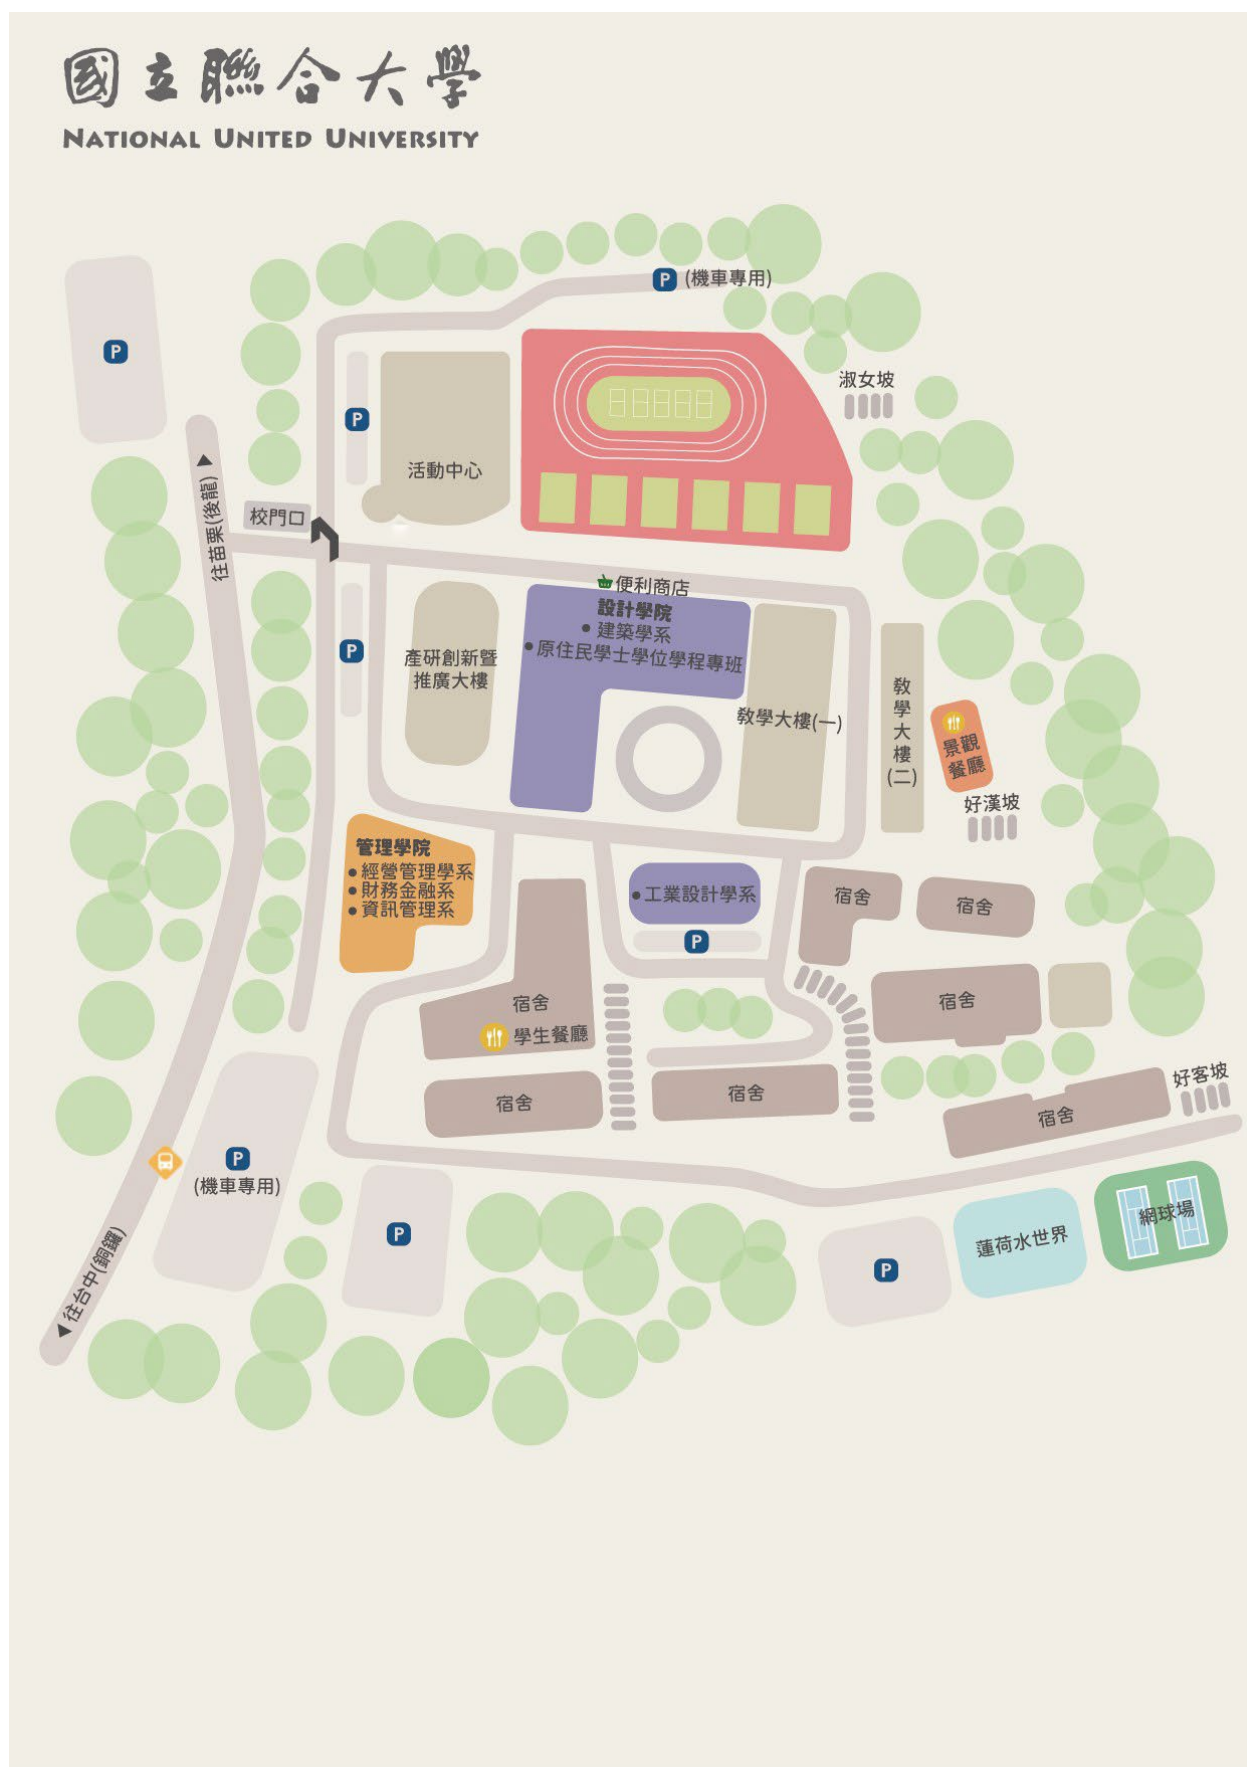 國立聯合大學
NATIONAL UNITED UNIVERSITY
P (機車專用)
P
淑女坡
P
活動中心
往苗栗(後龍)
校門口
便利商店
設計學院
• 建築學系
• 原住民學士學位學程專班
P
產研創新暨
推廣大樓
教學大樓(一)
教學大樓(二)
景觀
餐廳
好漢坡
管理學院
• 經營管理學系
• 財務金融系
• 資訊管理系
• 工業設計學系
P
宿舍
宿舍
宿舍
宿舍
學生餐廳
宿舍
宿舍
宿舍
好客坡
P
(機車專用)
P
P
蓮荷水世界
網球場
往台中(銅鑼)